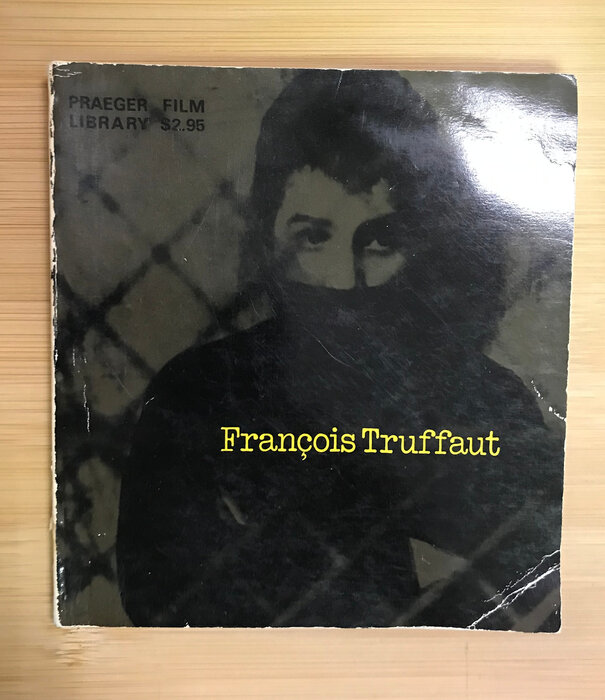 PRAEGER FILM
LIBRARY $2.95
François Truffaut